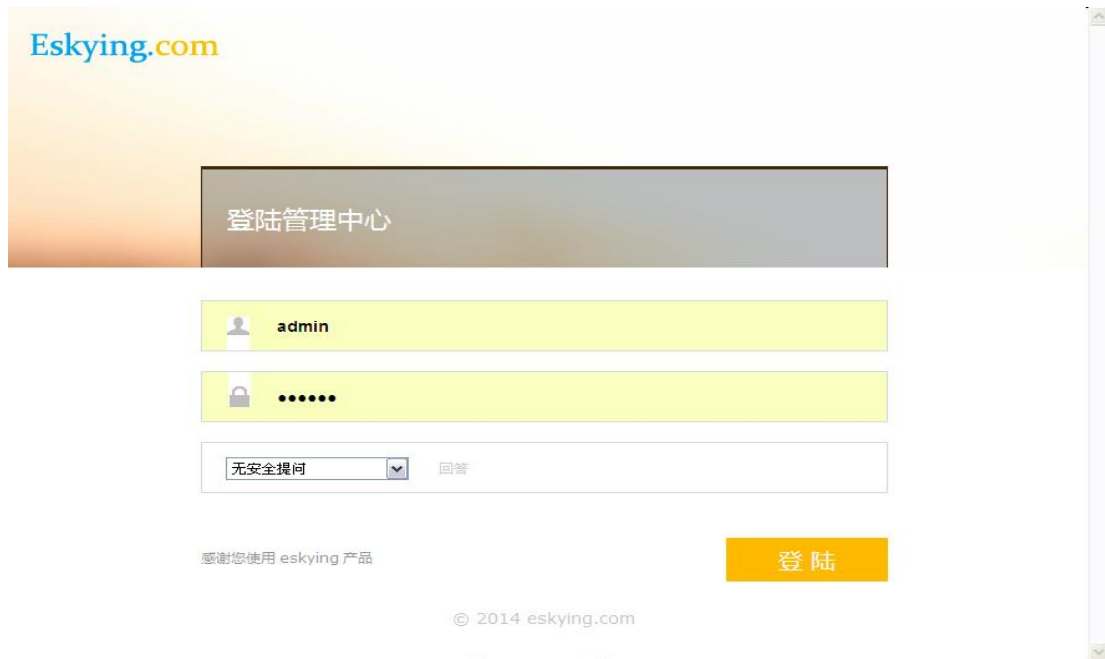 Eskying.com
登陆管理中心
admin
••••••
无安全提问 回答
感谢您使用 eskying 产品 登 陆
© 2014 eskying.com